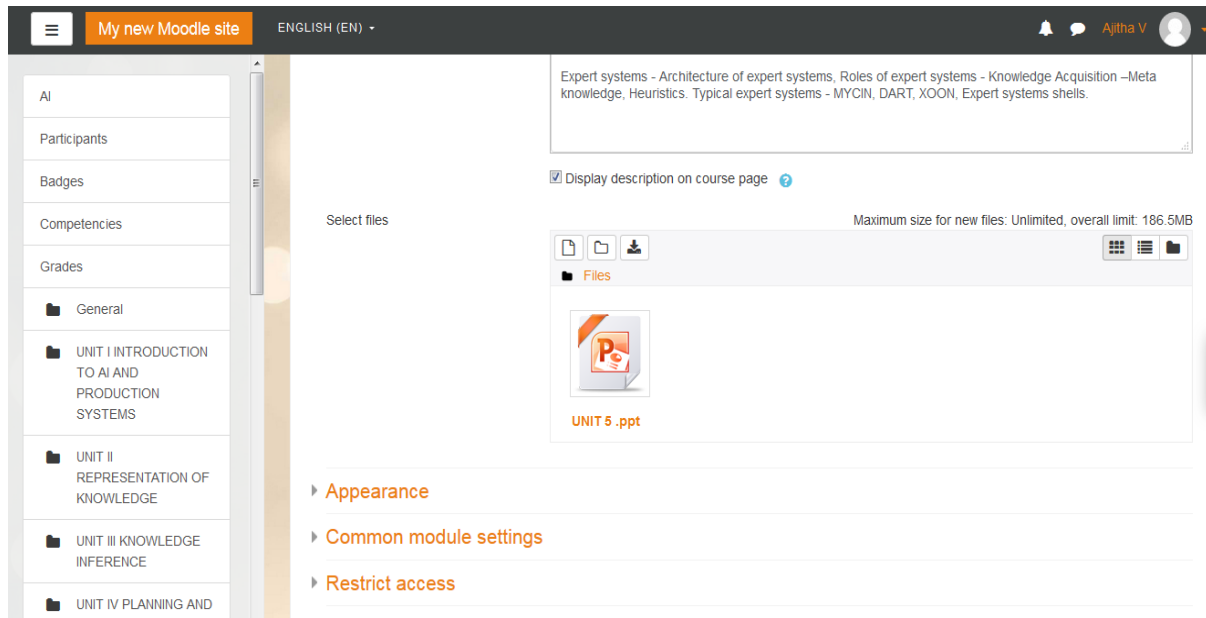 My new Moodle site
ENGLISH (EN)
Ajitha V
AI
Participants
Badges
Competencies
Grades
General
UNIT I INTRODUCTION
TO AI AND
PRODUCTION
SYSTEMS
UNIT II
REPRESENTATION OF
KNOWLEDGE
UNIT III KNOWLEDGE
INFERENCE
UNIT IV PLANNING AND
Expert systems - Architecture of expert systems, Roles of expert systems - Knowledge Acquisition –Meta
knowledge, Heuristics. Typical expert systems - MYCIN, DART, XOON, Expert systems shells.
Display description on course page
Select files
Maximum size for new files: Unlimited, overall limit: 186.5MB
Files
UNIT 5 .ppt
Appearance
Common module settings
Restrict access